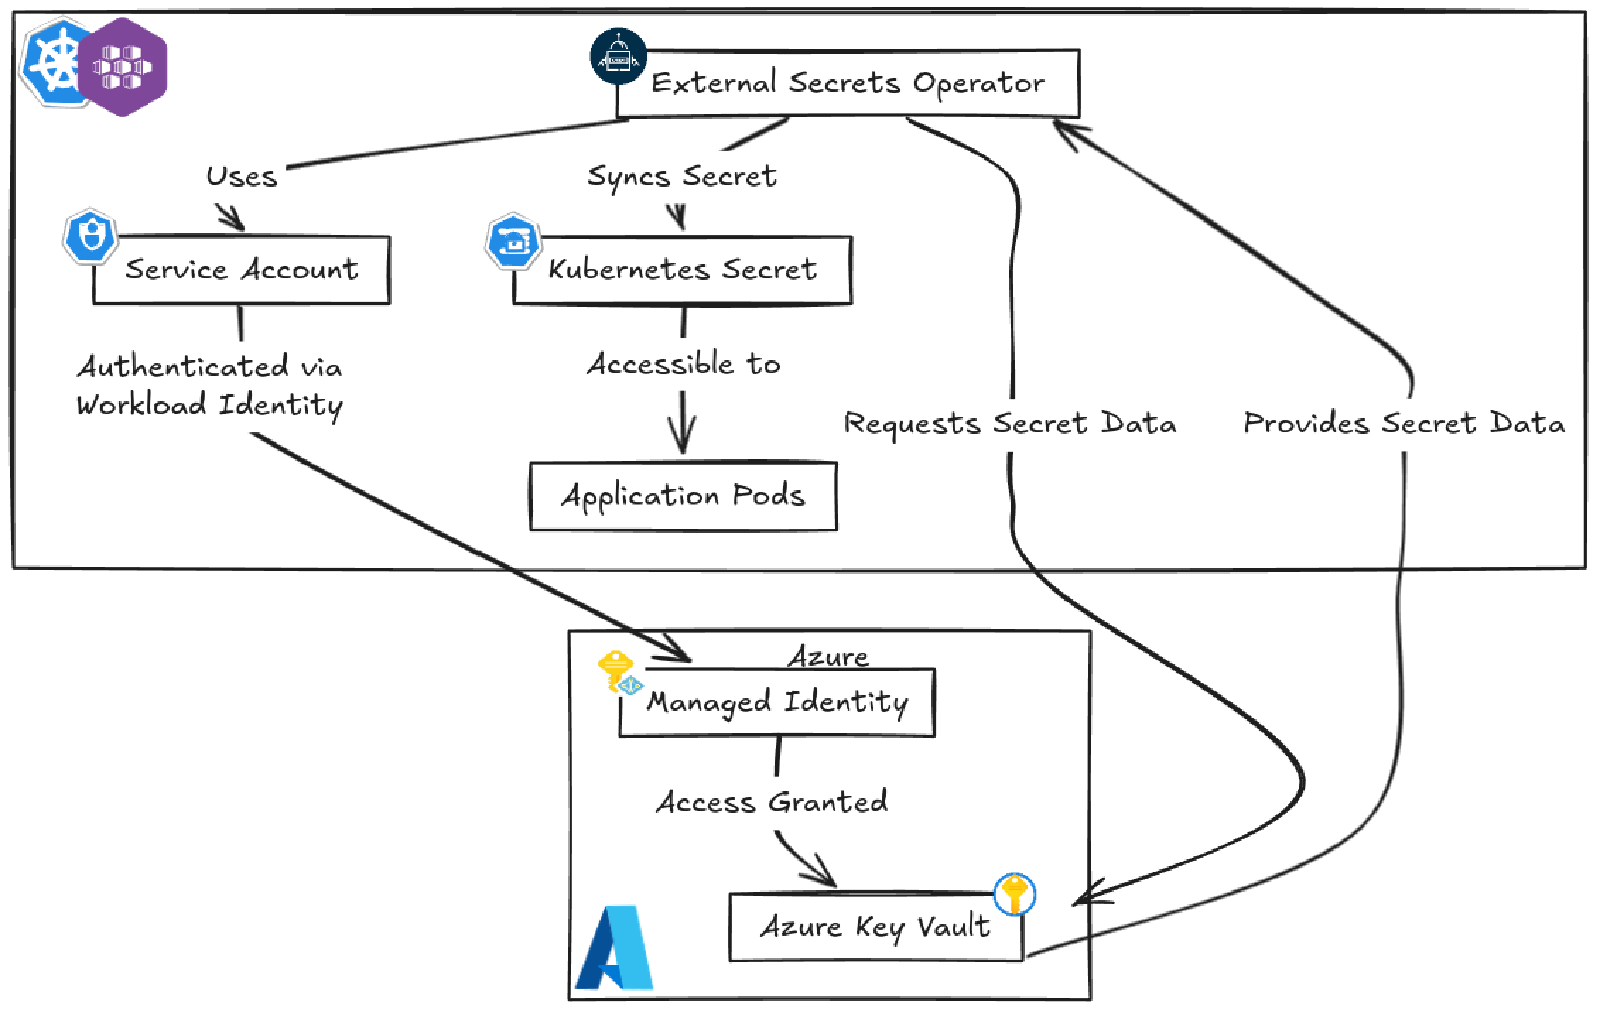 External Secrets Operator
Uses
Syncs Secret
Service Account
Kubernetes Secret
Authenticated via
Workload Identity
Accessible to
Requests Secret Data
Provides Secret Data
Application Pods
Azure
Managed Identity
Access Granted
Azure Key Vault